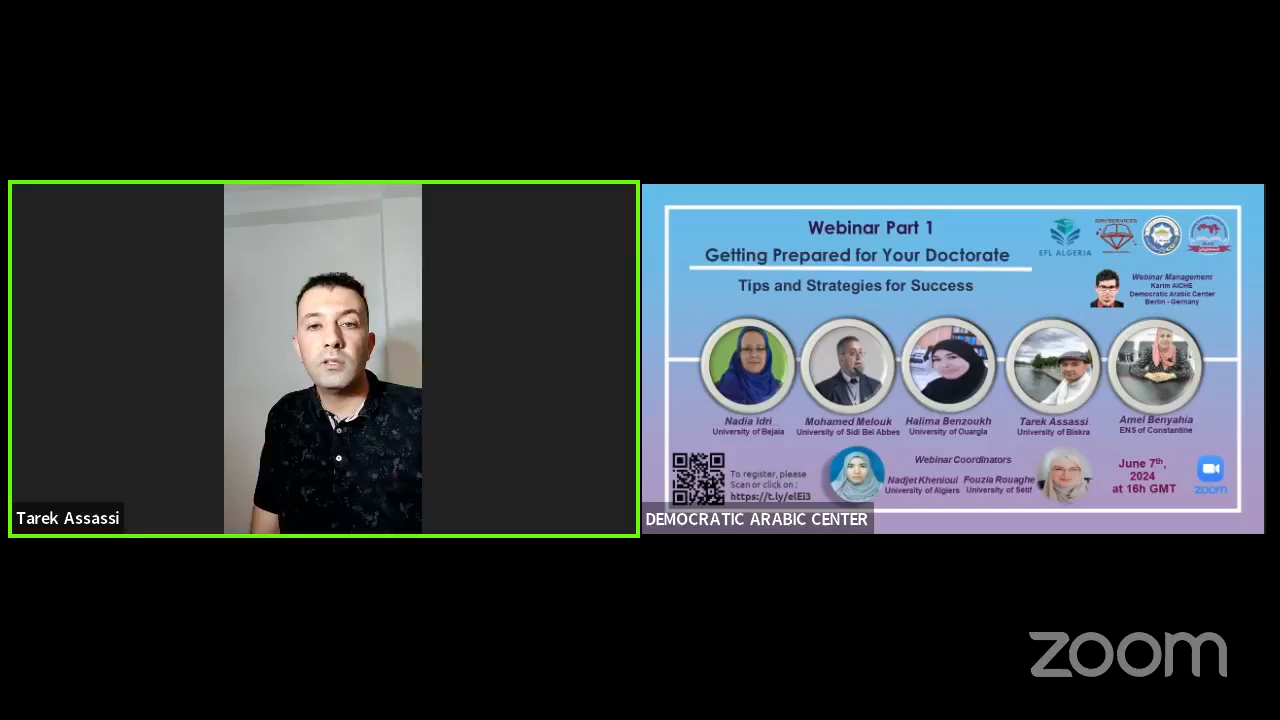 Tarek Assassi
Webinar Part 1
Getting Prepared for Your Doctorate
Tips and Strategies for Success
EFL ALGERIA
IDRI SERVICES
Webinar Management
Karim AICHE
Democratic Arabic Center
Berlin - Germany
Nadia Idri
University of Bejaia
Mohamed Melouk
University of Sidi Bel Abbes
Halima Benzoukh
University of Ouargla
Tarek Assassi
University of Biskra
Amel Benyahia
ENS of Constantine
To register, please
Scan or click on :
https://t.ly/elEi3
Webinar Coordinators
Nadjet Khenioui
University of Algiers
Fouzia Rouaghe
University of Setif
June 7th,
2024
at 16h GMT
zoom
DEMOCRATIC ARABIC CENTER
zoom